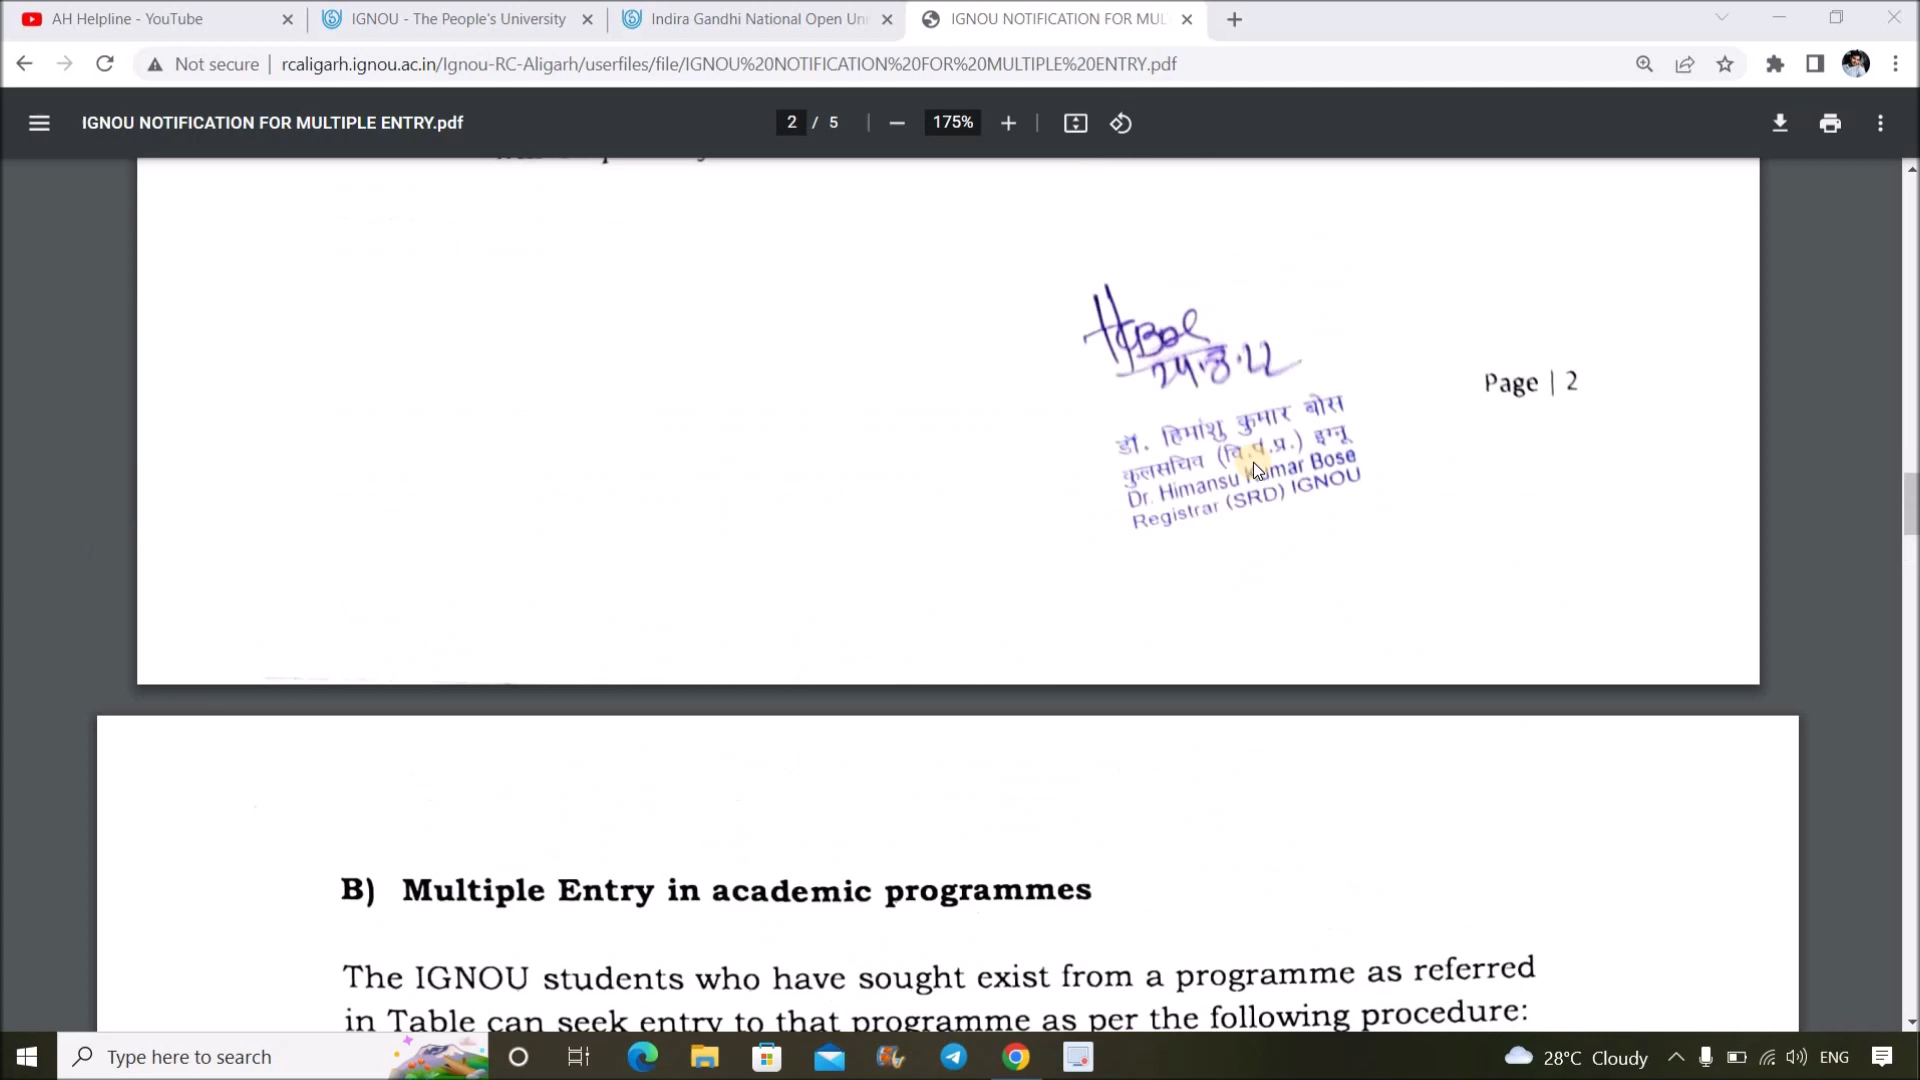 AH Helpline - YouTube
IGNOU - The People's University
Indira Gandhi National Open Un
IGNOU NOTIFICATION FOR MUL
Not secure
rcaligarh.ignou.ac.in/Ignou-RC-Aligarh/userfiles/file/IGNOU%20NOTIFICATION%20FOR%20MULTIPLE%20ENTRY.pdf
IGNOU NOTIFICATION FOR MULTIPLE ENTRY.pdf
2 / 5
175%
HKBose
24.8.22
Page | 2
डॉ. हिमांशु कुमार बोस
कुलसचिव (वि.पं.प्र.) इग्नू
Dr. Himansu Kumar Bose
Registrar (SRD) IGNOU
B) Multiple Entry in academic programmes
The IGNOU students who have sought exist from a programme as referred
in Table can seek entry to that programme as per the following procedure:
Type here to search
28°C Cloudy
ENG